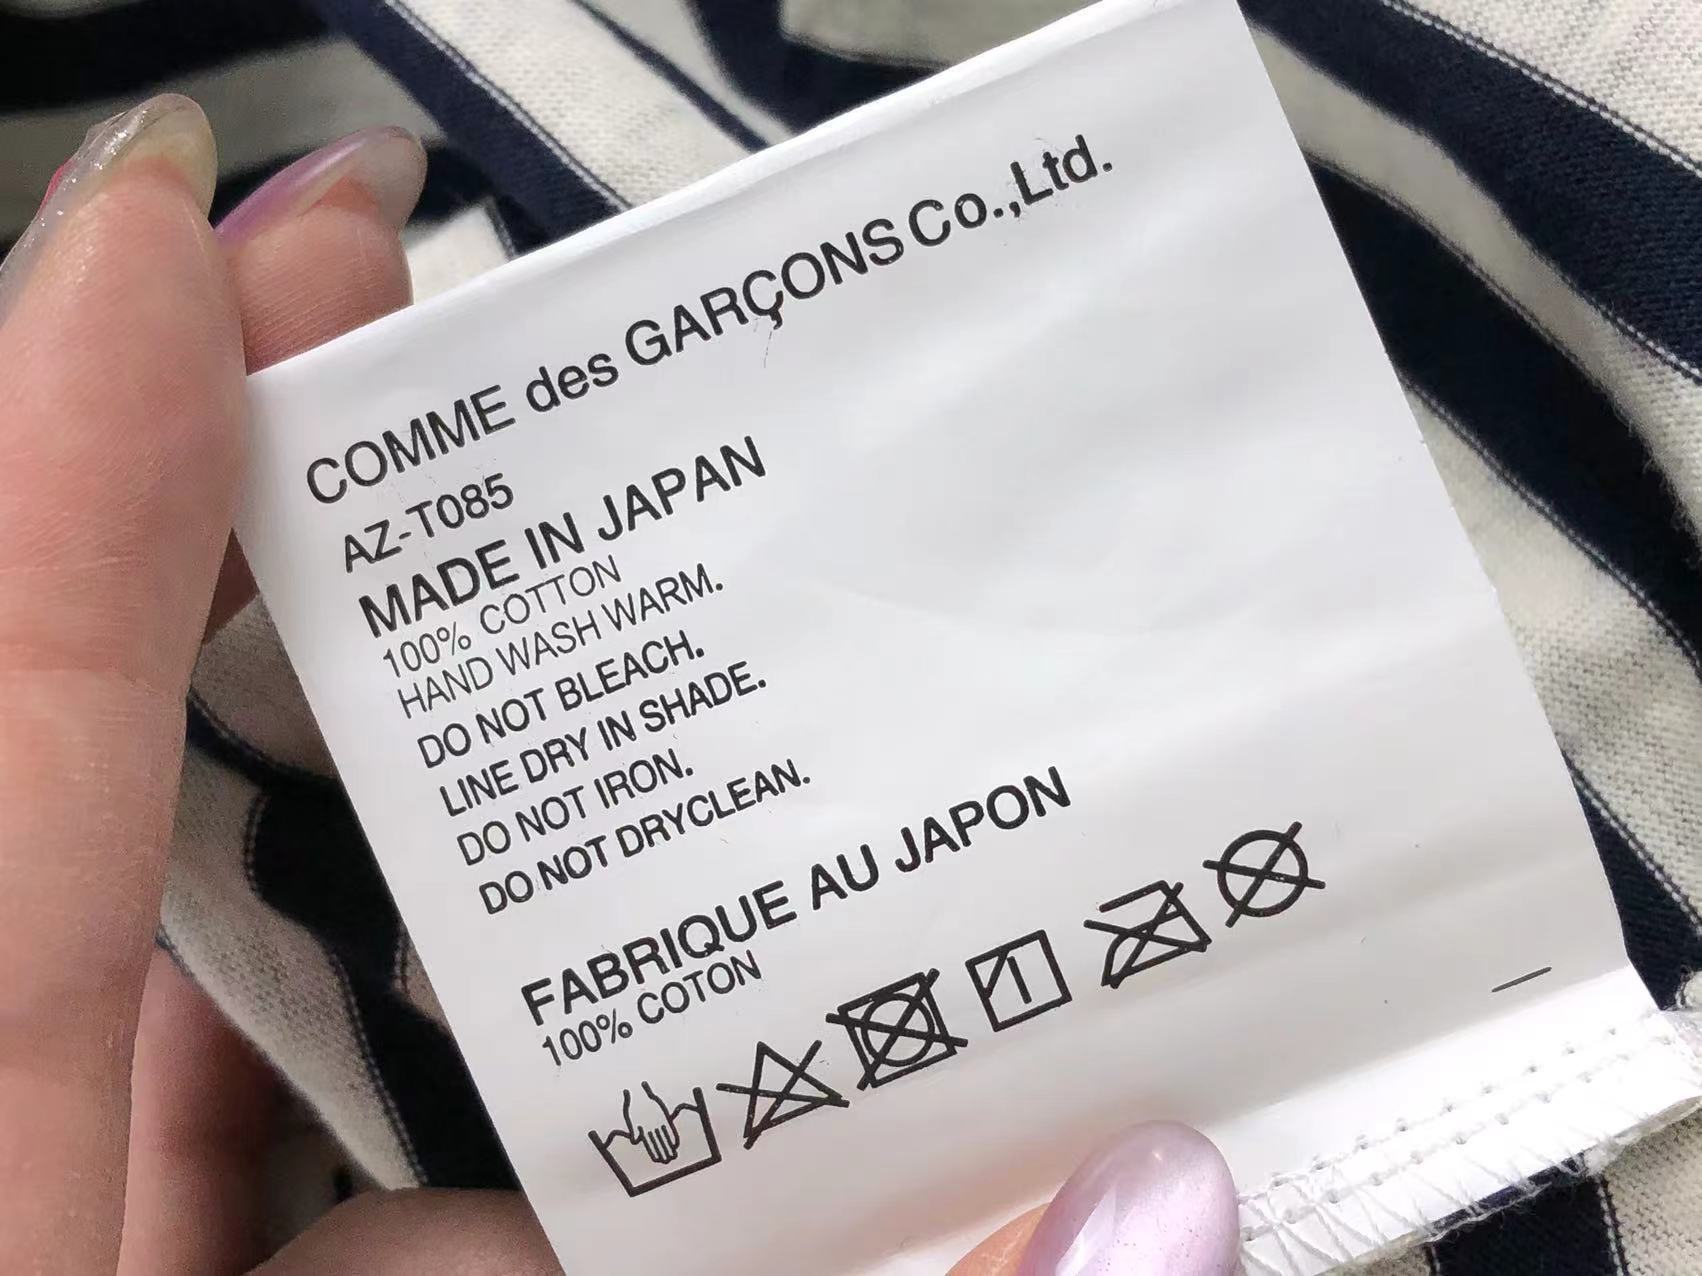 COMME des GARÇONS Co.,Ltd.
AZ-T085
MADE IN JAPAN
100% COTTON
HAND WASH WARM.
DO NOT BLEACH.
LINE DRY IN SHADE.
DO NOT IRON.
DO NOT DRYCLEAN.
FABRIQUE AU JAPON
100% COTON